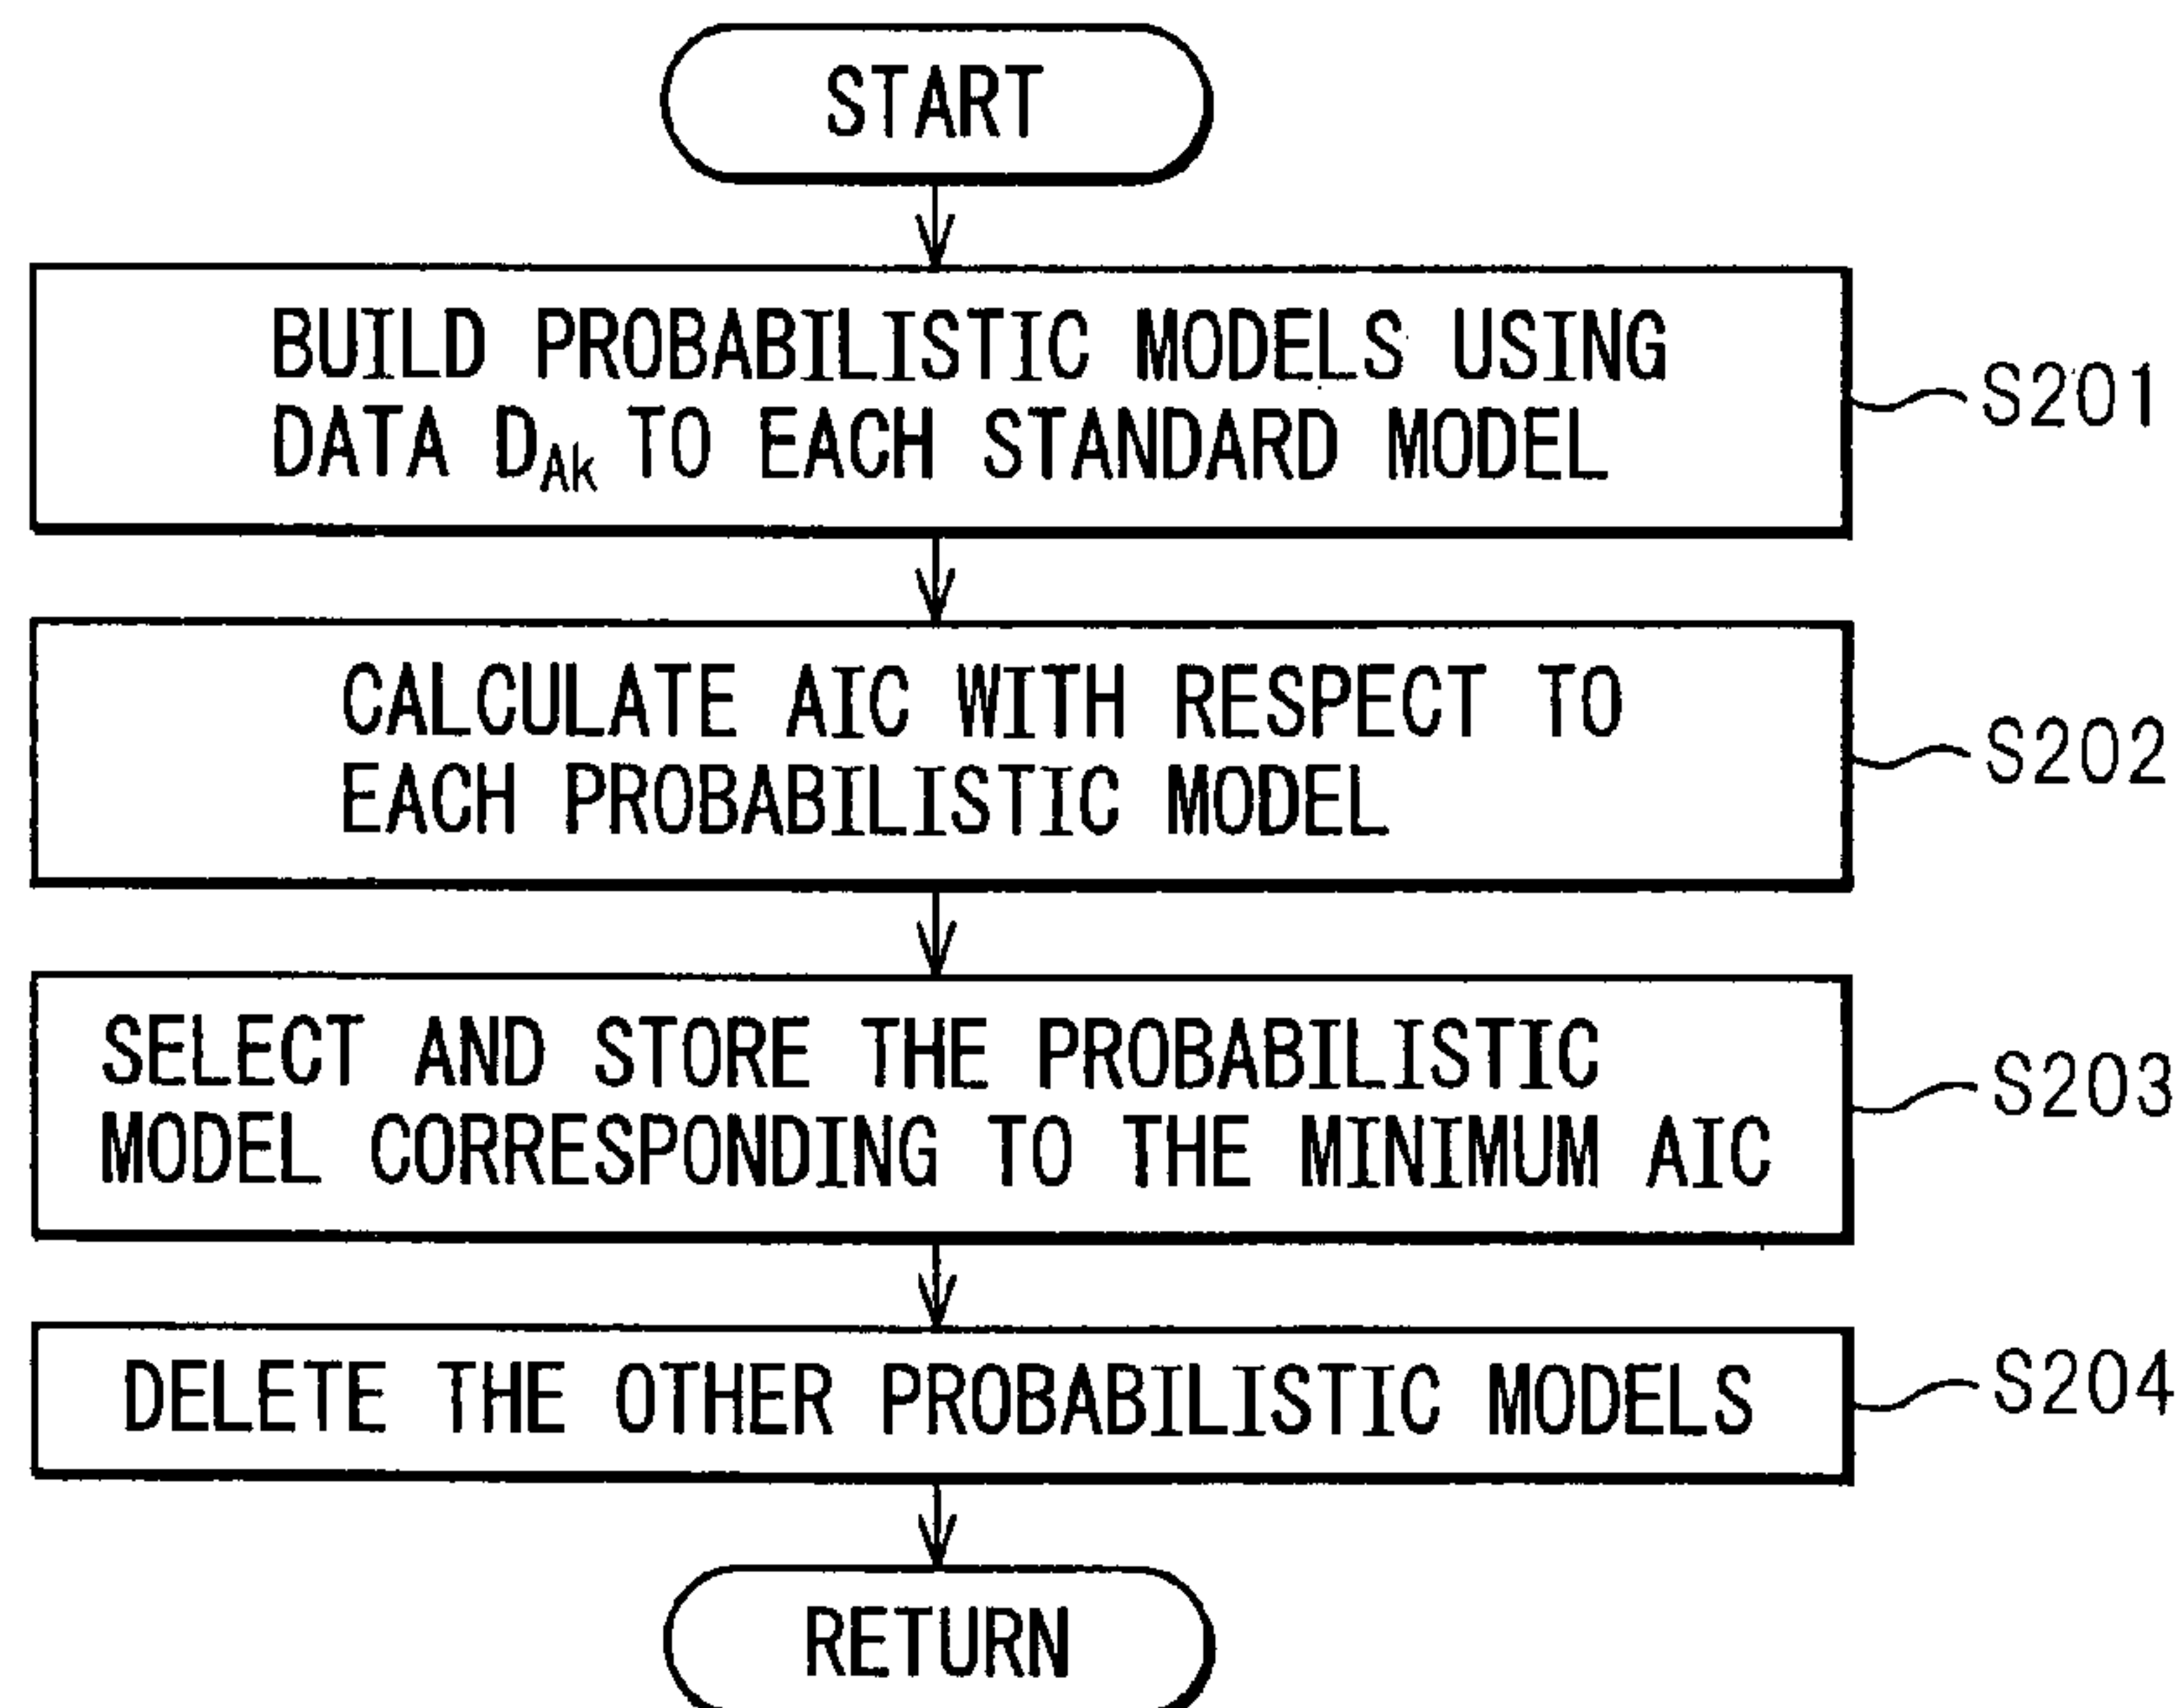 START
BUILD PROBABILISTIC MODELS USING
DATA D_Ak TO EACH STANDARD MODEL
S201
CALCULATE AIC WITH RESPECT TO
EACH PROBABILISTIC MODEL
S202
SELECT AND STORE THE PROBABILISTIC
MODEL CORRESPONDING TO THE MINIMUM AIC
S203
DELETE THE OTHER PROBABILISTIC MODELS
S204
RETURN